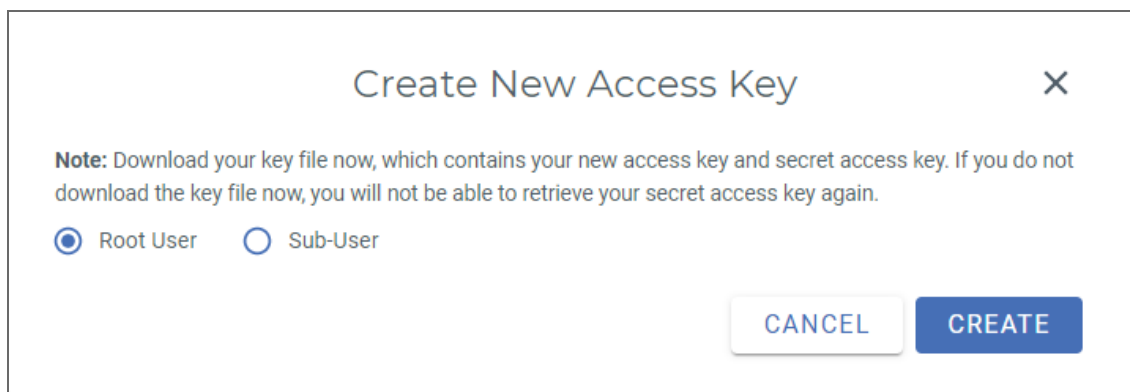 Create New Access Key
Note: Download your key file now, which contains your new access key and secret access key. If you do not
download the key file now, you will not be able to retrieve your secret access key again.
Root User Sub-User
CANCEL CREATE